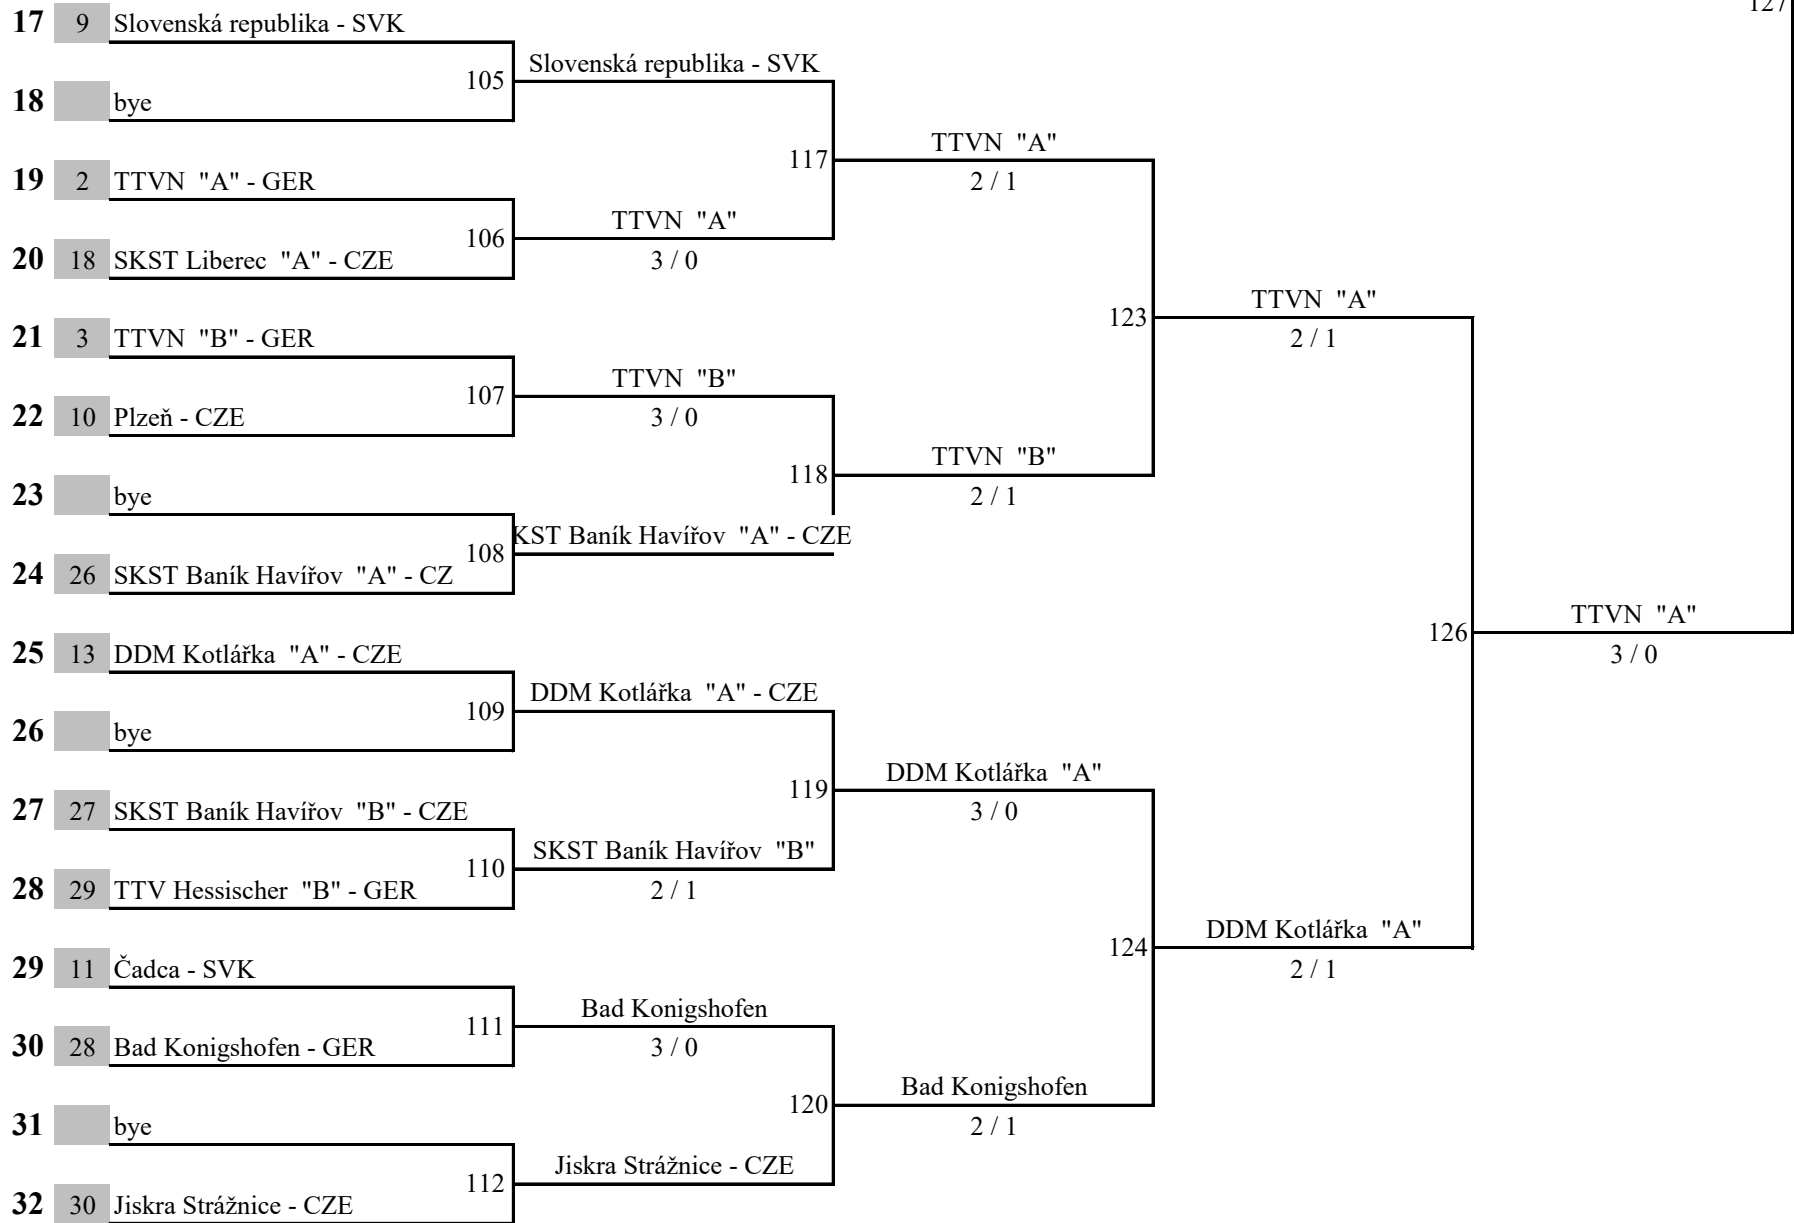 127
17 9 Slovenská republika - SVK
Slovenská republika - SVK
105
18 bye
TTVN "A"
117
2 / 1
19 2 TTVN "A" - GER
TTVN "A"
106
3 / 0
20 18 SKST Liberec "A" - CZE
TTVN "A"
123
2 / 1
21 3 TTVN "B" - GER
TTVN "B"
107
3 / 0
22 10 Plzeň - CZE
TTVN "B"
118
2 / 1
23 bye
KST Baník Havířov "A" - CZE
108
24 26 SKST Baník Havířov "A" - CZ
TTVN "A"
126
3 / 0
25 13 DDM Kotlářka "A" - CZE
DDM Kotlářka "A" - CZE
109
26 bye
DDM Kotlářka "A"
119
3 / 0
27 27 SKST Baník Havířov "B" - CZE
SKST Baník Havířov "B"
110
2 / 1
28 29 TTV Hessischer "B" - GER
DDM Kotlářka "A"
124
2 / 1
29 11 Čadca - SVK
Bad Konigshofen
111
3 / 0
30 28 Bad Konigshofen - GER
Bad Konigshofen
120
2 / 1
31 bye
Jiskra Strážnice - CZE
112
32 30 Jiskra Strážnice - CZE